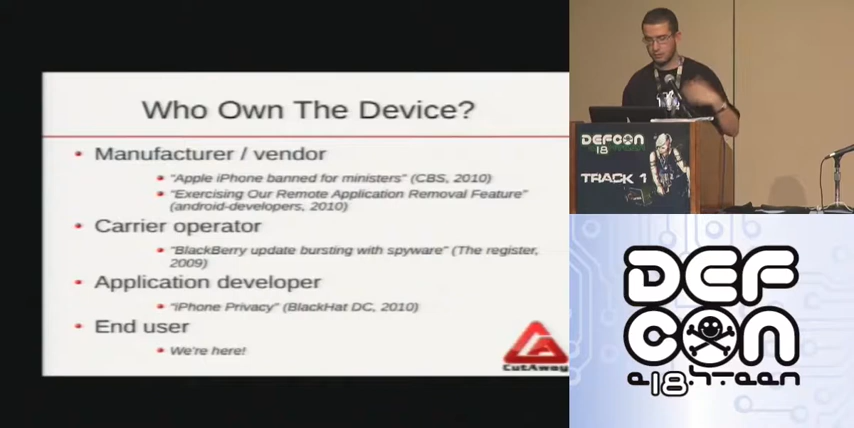 Who Own The Device?
• Manufacturer / vendor
• “Apple iPhone banned for ministers” (CBS, 2010)
• “Exercising Our Remote Application Removal Feature”
(android-developers, 2010)
• Carrier operator
• “BlackBerry update bursting with spyware” (The register,
2009)
• Application developer
• “iPhone Privacy” (BlackHat DC, 2010)
• End user
• We're here!
CutAway
DEFCON
18
TRACK 1
DEF
CON
e.18.h.teen